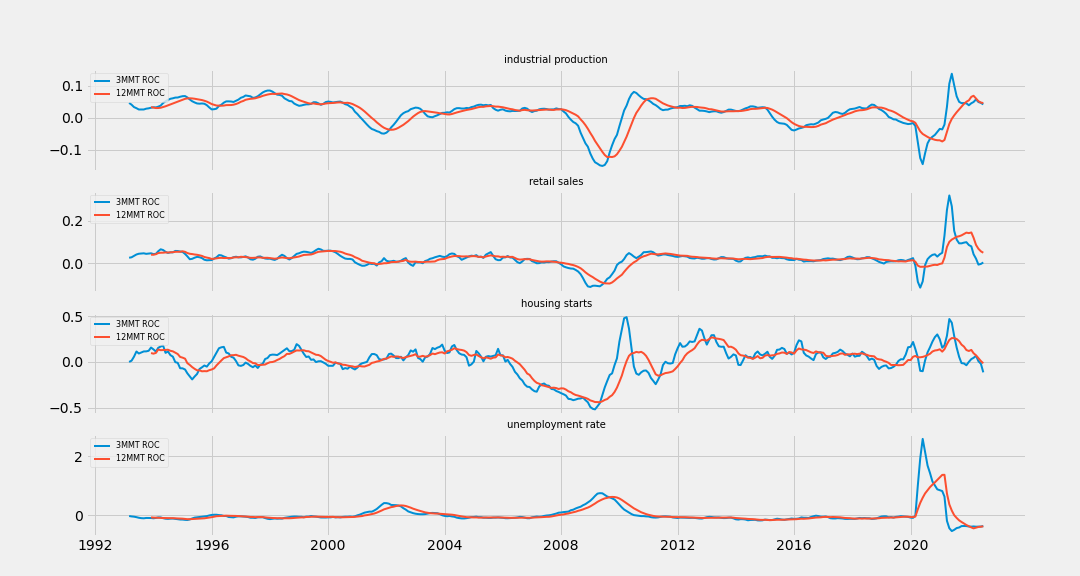 industrial production
3MMT ROC
12MMT ROC
0.1
0.0
−0.1
retail sales
3MMT ROC
12MMT ROC
0.2
0.0
housing starts
0.5
3MMT ROC
12MMT ROC
0.0
−0.5
unemployment rate
3MMT ROC
12MMT ROC
2
0
1992 1996 2000 2004 2008 2012 2016 2020